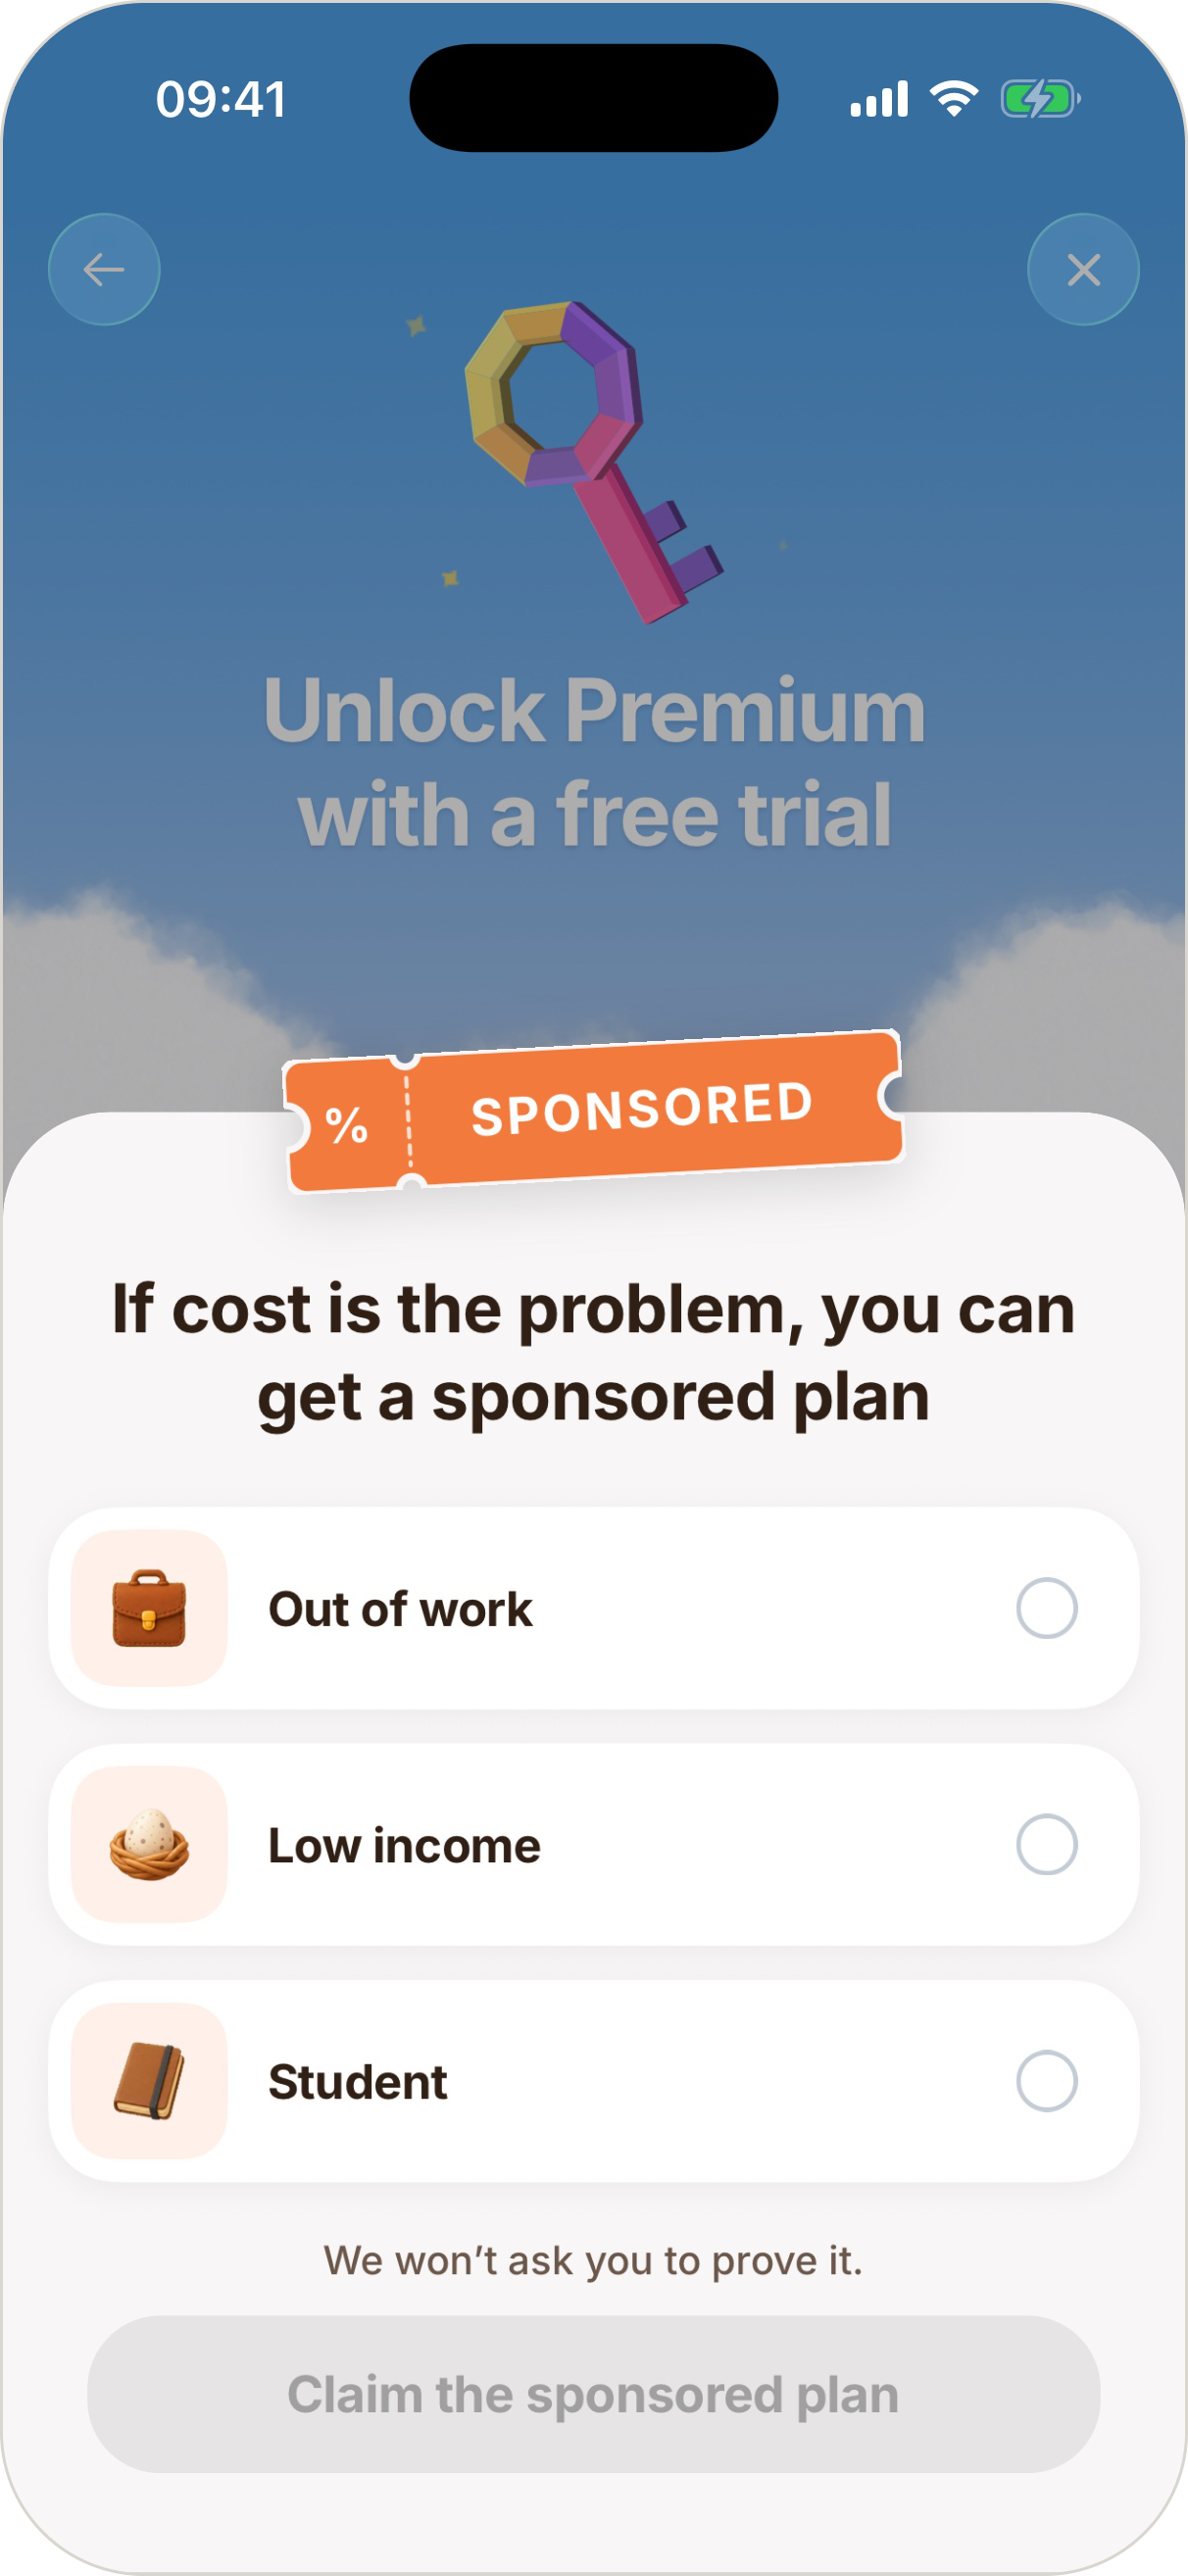 09:41
Unlock Premium
with a free trial
% SPONSORED
If cost is the problem, you can
get a sponsored plan
Out of work
Low income
Student
We won’t ask you to prove it.
Claim the sponsored plan